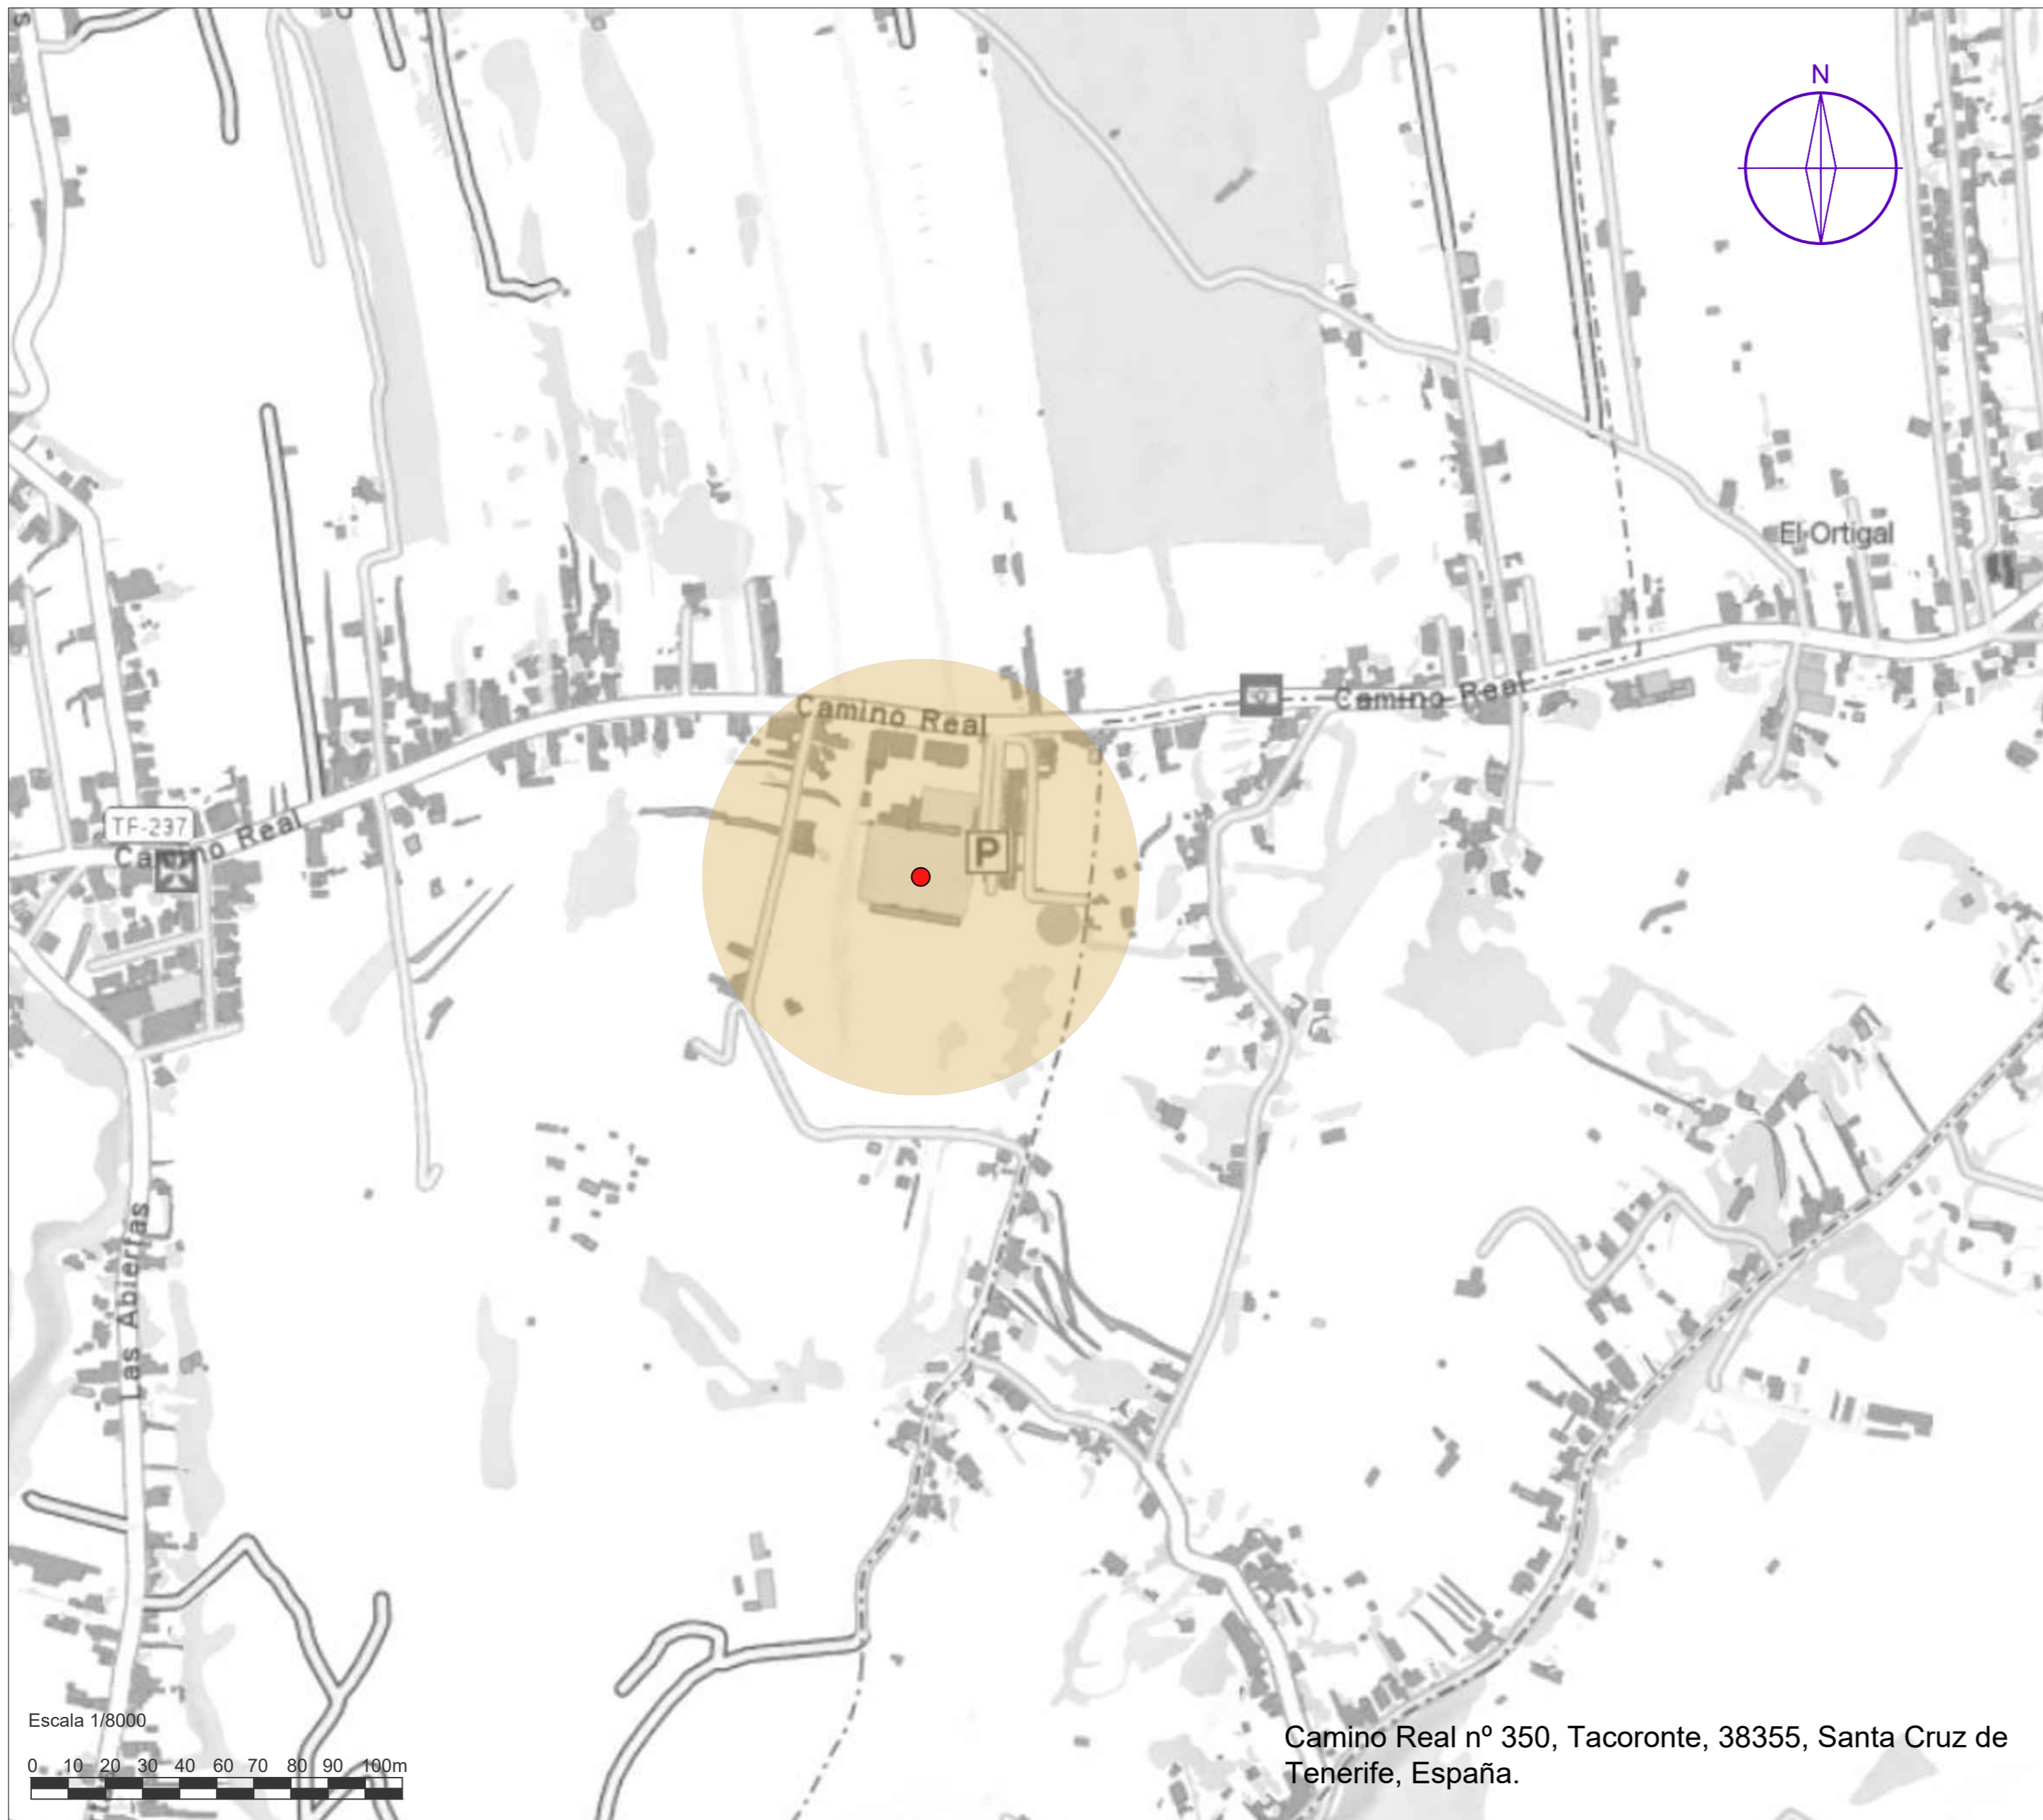 N
El Ortigal
Camino Real
Camino Real
TF-237
Camino Real
P
Las Abiertas
Escala 1/8000
0 10 20 30 40 60 70 80 90 100m
Camino Real nº 350, Tacoronte, 38355, Santa Cruz de
Tenerife, España.